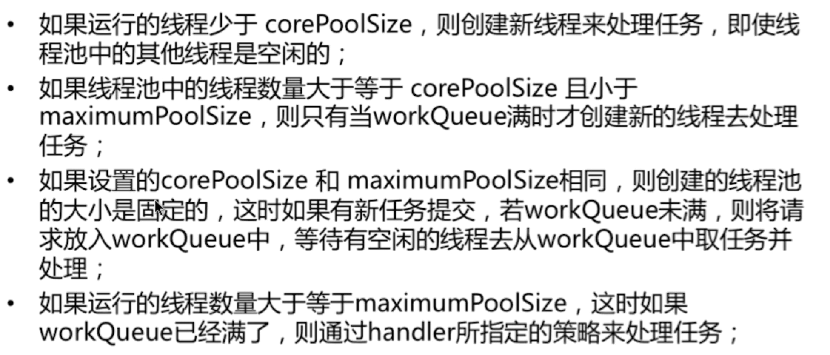 • 如果运行的线程少于 corePoolSize，则创建新线程来处理任务，即使线
程池中的其他线程是空闲的；
• 如果线程池中的线程数量大于等于 corePoolSize 且小于
maximumPoolSize，则只有当workQueue满时才创建新的线程去处理
任务；
• 如果设置的corePoolSize 和 maximumPoolSize相同，则创建的线程池
的大小是固定的，这时如果有新任务提交，若workQueue未满，则将请
求放入workQueue中，等待有空闲的线程去从workQueue中取任务并
处理；
• 如果运行的线程数量大于等于maximumPoolSize，这时如果
workQueue已经满了，则通过handler所指定的策略来处理任务；